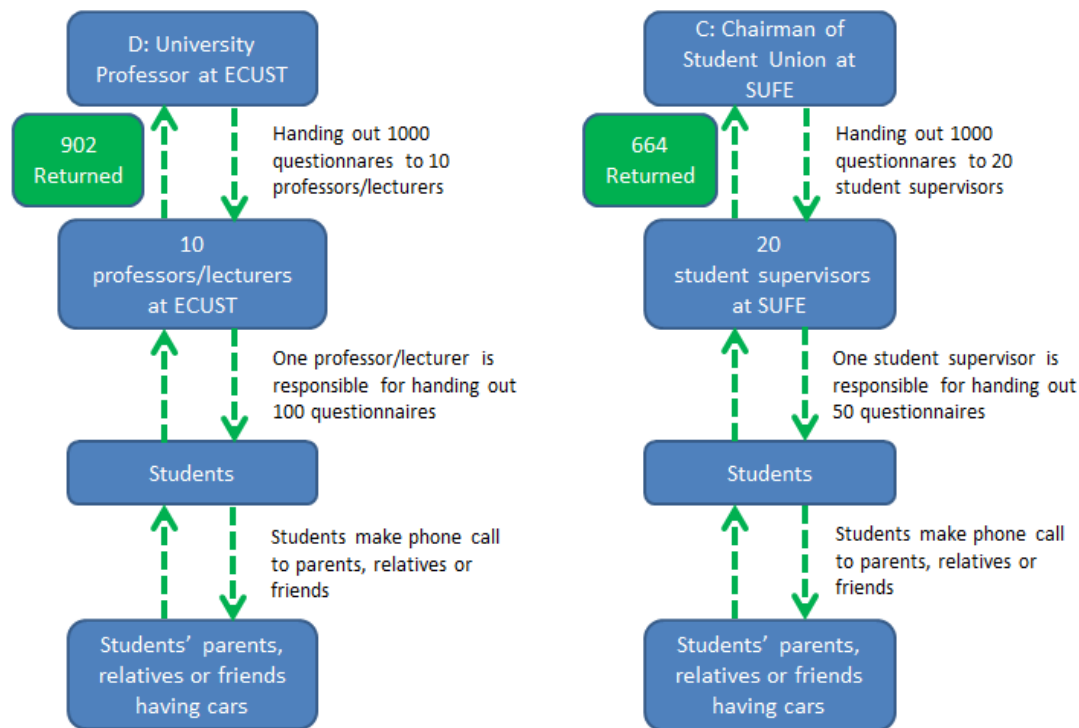 D: University
Professor at ECUST
902
Returned
Handing out 1000
questionnares to 10
professors/lecturers
10
professors/lecturers
at ECUST
One professor/lecturer is
responsible for handing out
100 questionnaires
Students
Students make phone call
to parents, relatives or
friends
Students’ parents,
relatives or friends
having cars
C: Chairman of
Student Union at
SUFE
664
Returned
Handing out 1000
questionnares to 20
student supervisors
20
student supervisors
at SUFE
One student supervisor is
responsible for handing out
50 questionnaires
Students
Students make phone call
to parents, relatives or
friends
Students’ parents,
relatives or friends
having cars